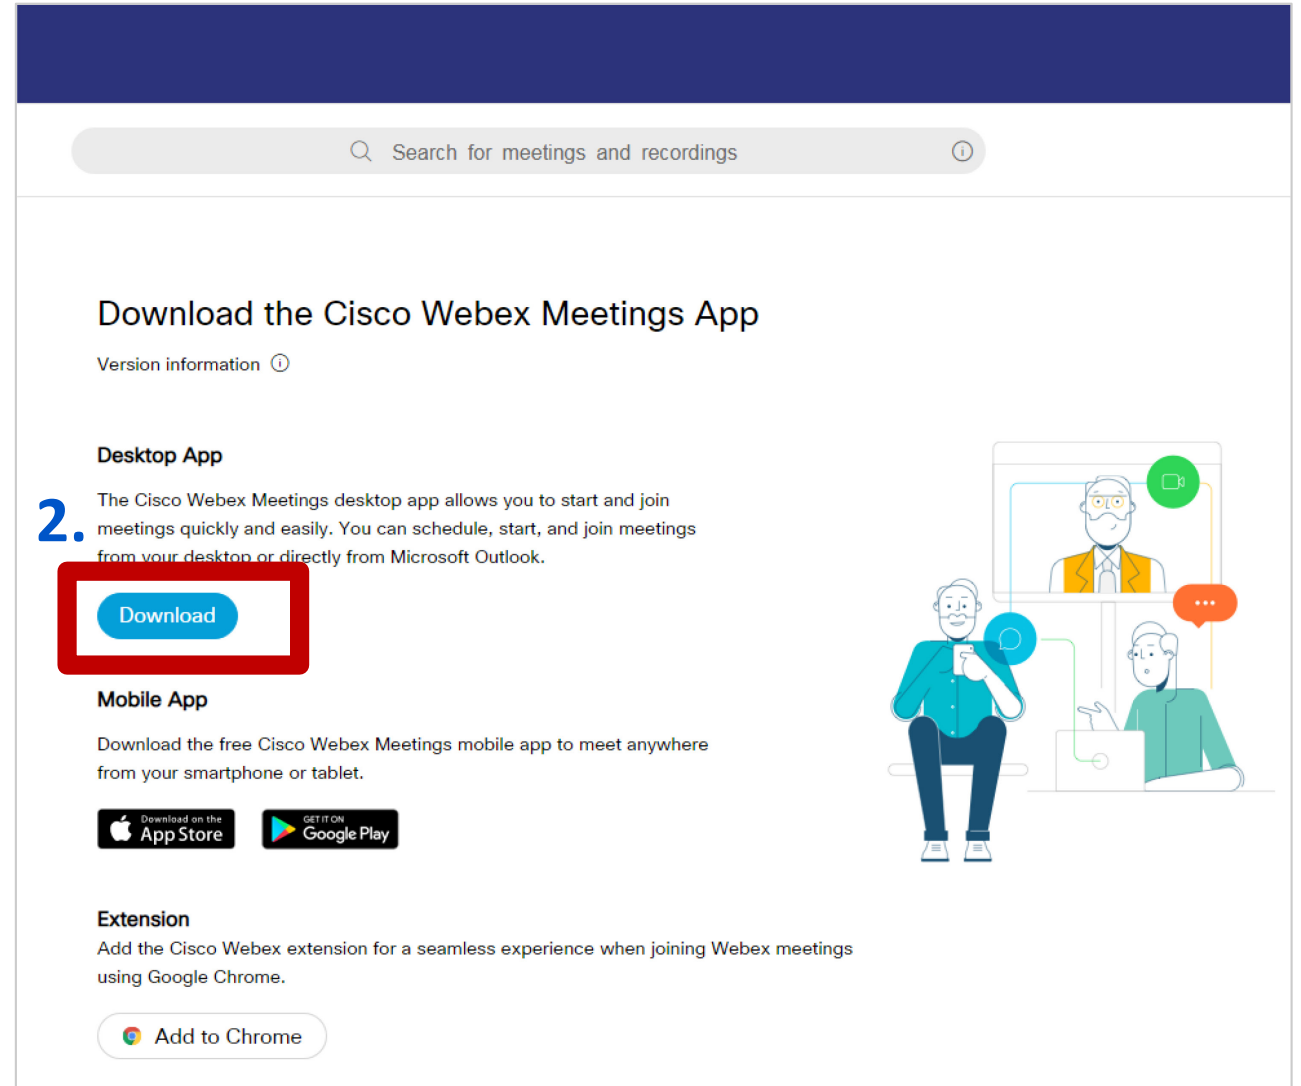 Search for meetings and recordings
Download the Cisco Webex Meetings App
Version information
Desktop App
The Cisco Webex Meetings desktop app allows you to start and join
2.
meetings quickly and easily. You can schedule, start, and join meetings
from your desktop or directly from Microsoft Outlook.
Download
Mobile App
Download the free Cisco Webex Meetings mobile app to meet anywhere
from your smartphone or tablet.
Download on the
App Store
GET IT ON
Google Play
Extension
Add the Cisco Webex extension for a seamless experience when joining Webex meetings
using Google Chrome.
Add to Chrome